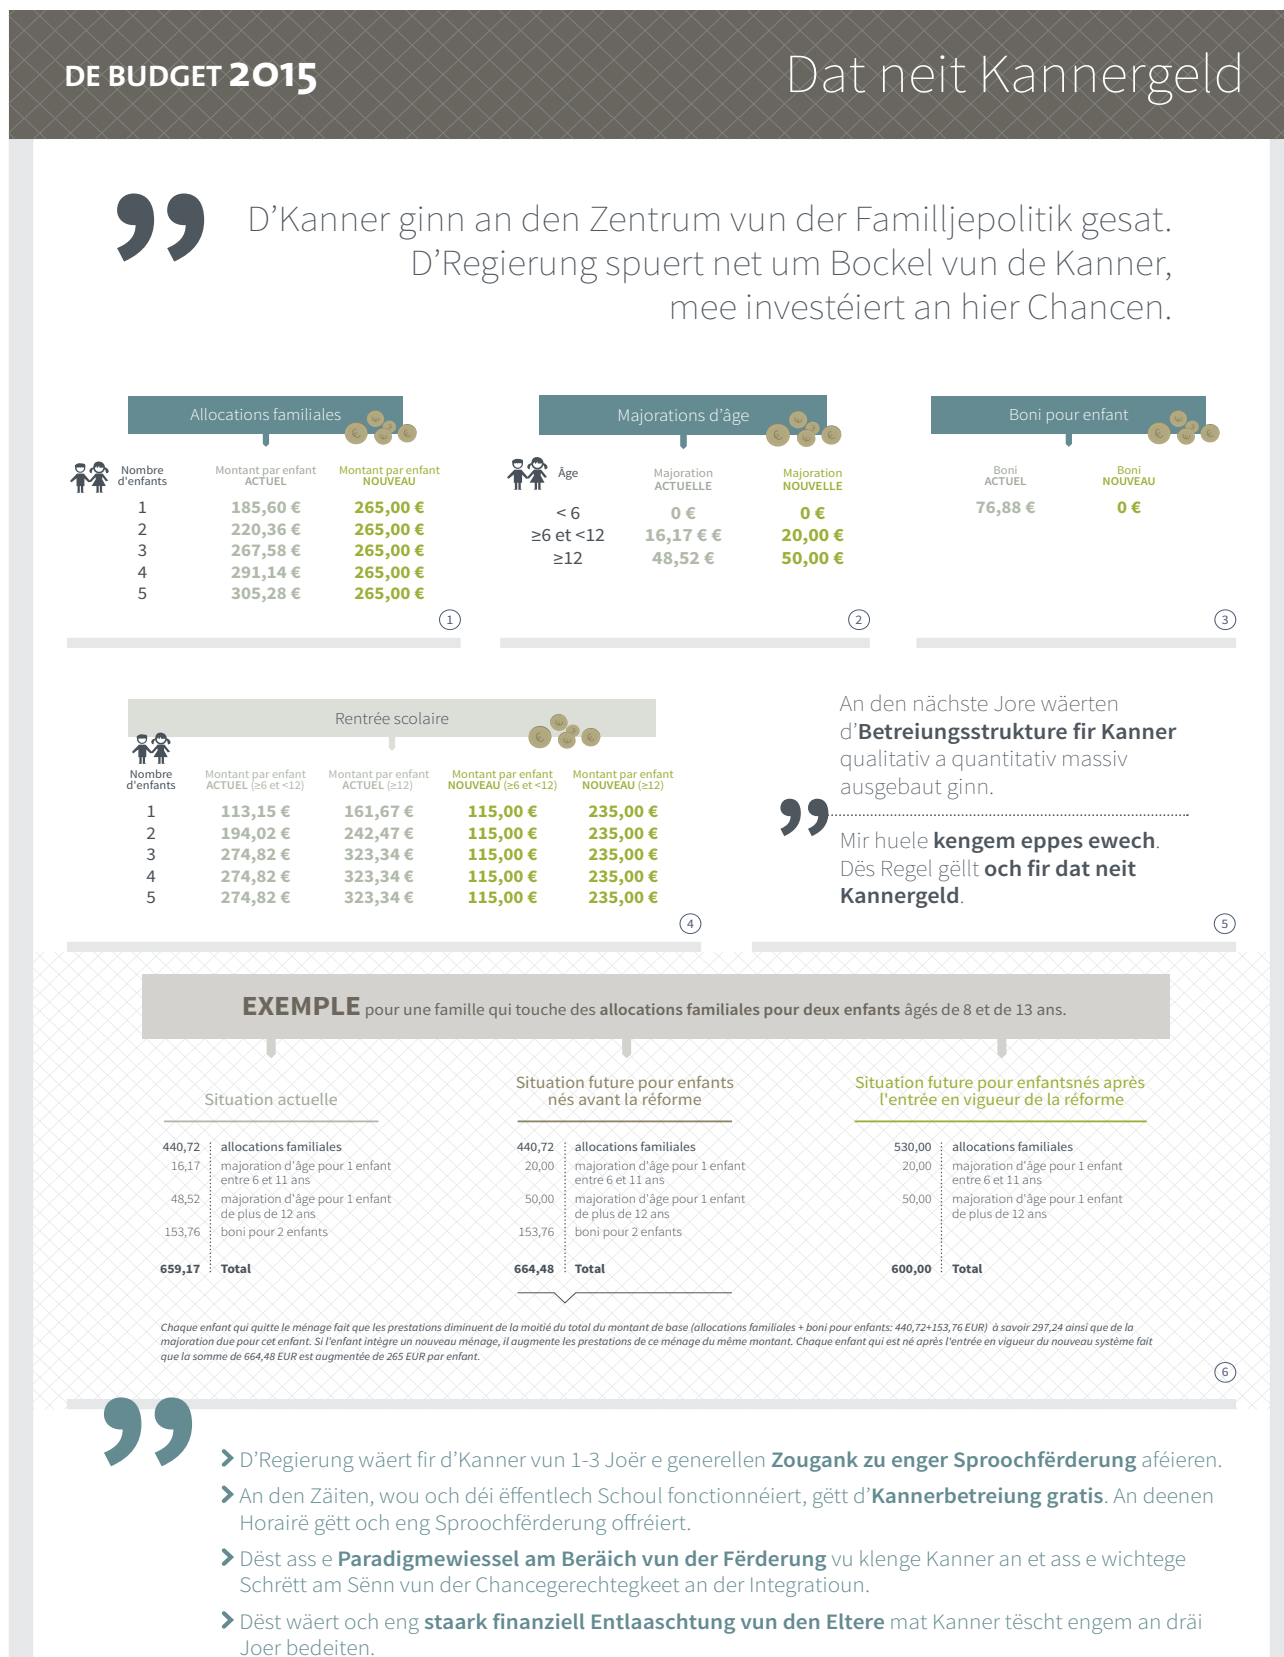 DE BUDGET 2015
Dat neit Kannergeld
D’Kanner ginn an den Zentrum vun der Familljepolitik gesat.
D’Regierung spuert net um Bockel vun de Kanner,
mee investéiert an hier Chancen.
Allocations familiales
Nombre d'enfants | Montant par enfant ACTUEL | Montant par enfant NOUVEAU
1 185,60 € 265,00 €
2 220,36 € 265,00 €
3 267,58 € 265,00 €
4 291,14 € 265,00 €
5 305,28 € 265,00 €
1
Majorations d’âge
Âge | Majoration ACTUELLE | Majoration NOUVELLE
< 6 0 € 0 €
≥6 et <12 16,17 € € 20,00 €
≥12 48,52 € 50,00 €
2
Boni pour enfant
Boni ACTUEL | Boni NOUVEAU
76,88 € 0 €
3
Rentrée scolaire
Nombre d'enfants | Montant par enfant ACTUEL (≥6 et <12) | Montant par enfant ACTUEL (≥12) | Montant par enfant NOUVEAU (≥6 et <12) | Montant par enfant NOUVEAU (≥12)
1 113,15 € 161,67 € 115,00 € 235,00 €
2 194,02 € 242,47 € 115,00 € 235,00 €
3 274,82 € 323,34 € 115,00 € 235,00 €
4 274,82 € 323,34 € 115,00 € 235,00 €
5 274,82 € 323,34 € 115,00 € 235,00 €
4
An den nächste Jore wäerten
d’Betreiungsstrukture fir Kanner
qualitativ a quantitativ massiv
ausgebaut ginn.
Mir huele kengem eppes ewech.
Dës Regel gëllt och fir dat neit
Kannergeld.
5
EXEMPLE pour une famille qui touche des allocations familiales pour deux enfants âgés de 8 et de 13 ans.
Situation actuelle
440,72 allocations familiales
16,17 majoration d'âge pour 1 enfant
entre 6 et 11 ans
48,52 majoration d'âge pour 1 enfant
de plus de 12 ans
153,76 boni pour 2 enfants
659,17 Total
Situation future pour enfants
nés avant la réforme
440,72 allocations familiales
20,00 majoration d'âge pour 1 enfant
entre 6 et 11 ans
50,00 majoration d'âge pour 1 enfant
de plus de 12 ans
153,76 boni pour 2 enfants
664,48 Total
Situation future pour enfantsnés après
l'entrée en vigueur de la réforme
530,00 allocations familiales
20,00 majoration d'âge pour 1 enfant
entre 6 et 11 ans
50,00 majoration d'âge pour 1 enfant
de plus de 12 ans
600,00 Total
Chaque enfant qui quitte le ménage fait que les prestations diminuent de la moitié du total du montant de base (allocations familiales + boni pour enfants: 440,72+153,76 EUR) à savoir 297,24 ainsi que de la
majoration due pour cet enfant. Si l'enfant intègre un nouveau ménage, il augmente les prestations de ce ménage du même montant. Chaque enfant qui est né après l'entrée en vigueur du nouveau système fait
que la somme de 664,48 EUR est augmentée de 265 EUR par enfant.
6
D’Regierung wäert fir d’Kanner vun 1-3 Joër e generellen Zougank zu enger Sproochfërderung aféieren.
An den Zäiten, wou och déi ëffentlech Schoul fonctionnéiert, gëtt d’Kannerbetreiung gratis. An deenen
Horairë gëtt och eng Sproochfërderung offréiert.
Dëst ass e Paradigmewiessel am Beräich vun der Fërderung vu klenge Kanner an et ass e wichtege
Schrëtt am Sënn vun der Chancegerechtegkeet an der Integratioun.
Dëst wäert och eng staark finanziell Entlaaschtung vun den Eltere mat Kanner tëscht engem an dräi
Joer bedeiten.